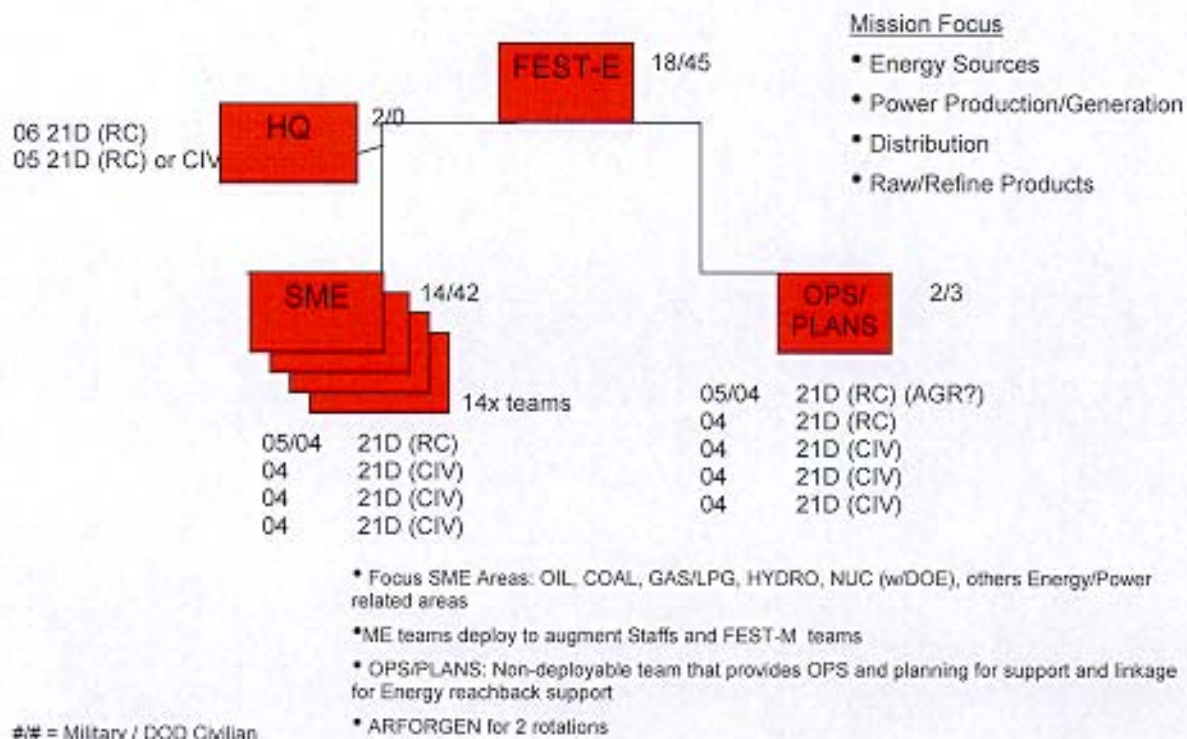 FEST-E
18/45
Mission Focus
• Energy Sources
• Power Production/Generation
• Distribution
• Raw/Refine Products
HQ
2/0
06 21D (RC)
05 21D (RC) or CIV
SME
14/42
14x teams
05/04 21D (RC)
04 21D (CIV)
04 21D (CIV)
04 21D (CIV)
OPS/
PLANS
2/3
05/04 21D (RC) (AGR?)
04 21D (RC)
04 21D (CIV)
04 21D (CIV)
04 21D (CIV)
• Focus SME Areas: OIL, COAL, GAS/LPG, HYDRO, NUC (w/DOE), others Energy/Power
related areas
•ME teams deploy to augment Staffs and FEST-M teams
• OPS/PLANS: Non-deployable team that provides OPS and planning for support and linkage
for Energy reachback support
• ARFORGEN for 2 rotations
#/# = Military / DOD Civilian